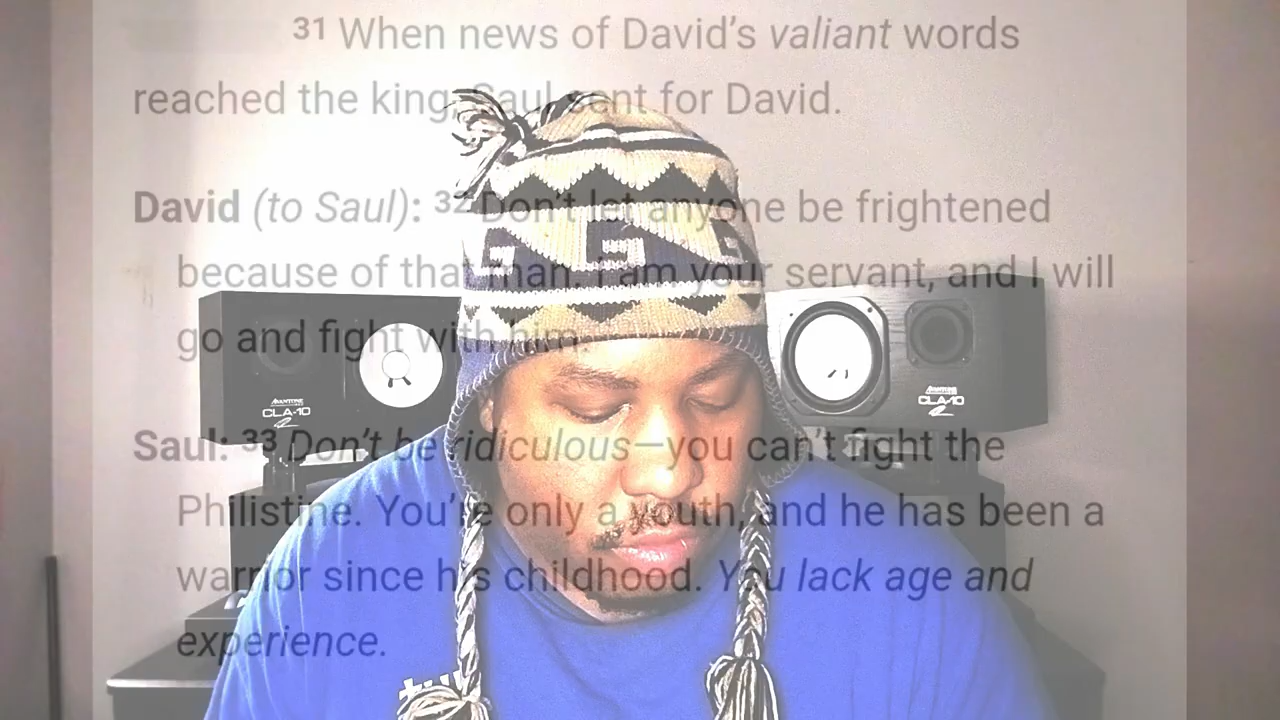 31 When news of David’s valiant words
reached the king, Saul sent for David.
David (to Saul): 32 Don’t let anyone be frightened
because of that man. I am your servant, and I will
go and fight with him.
Saul: 33 Don’t be ridiculous—you can’t fight the
Philistine. You’re only a youth, and he has been a
warrior since his childhood. You lack age and
experience.
AVANTONE
CLA-10
AVANTONE
CLA-10